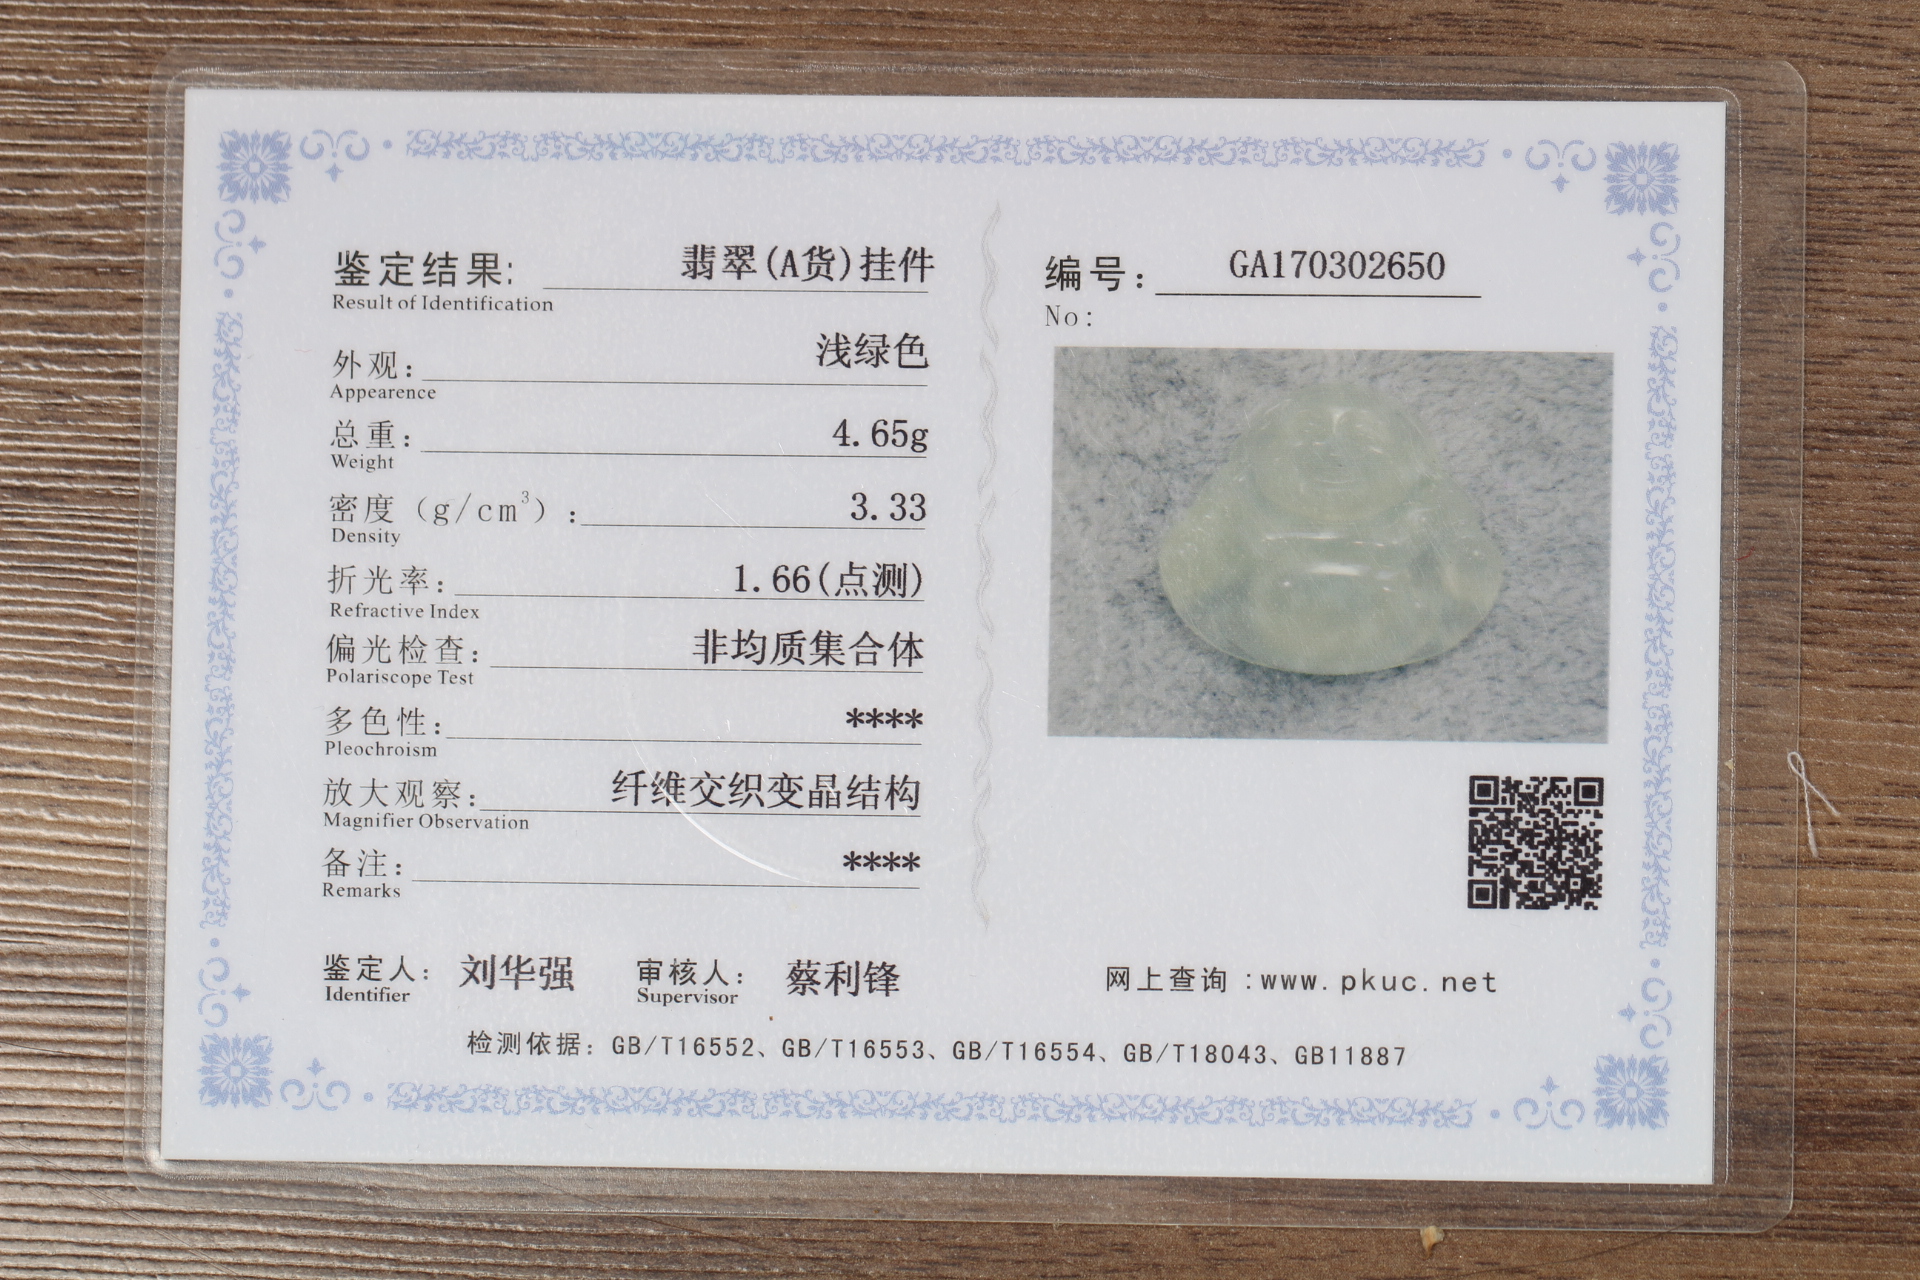 鉴定结果: 翡翠(A货)挂件
Result of Identification
外观: 浅绿色
Appearence
总重: 4.65g
Weight
密度（g/cm³）: 3.33
Density
折光率: 1.66(点测)
Refractive Index
偏光检查: 非均质集合体
Polariscope Test
多色性: ****
Pleochroism
放大观察: 纤维交织变晶结构
Magnifier Observation
备注: ****
Remarks
鉴定人: 刘华强 审核人: 蔡利锋
Identifier Supervisor
编号: GA170302650
No:
网上查询:www.pkuc.net
检测依据: GB/T16552、GB/T16553、GB/T16554、GB/T18043、GB11887